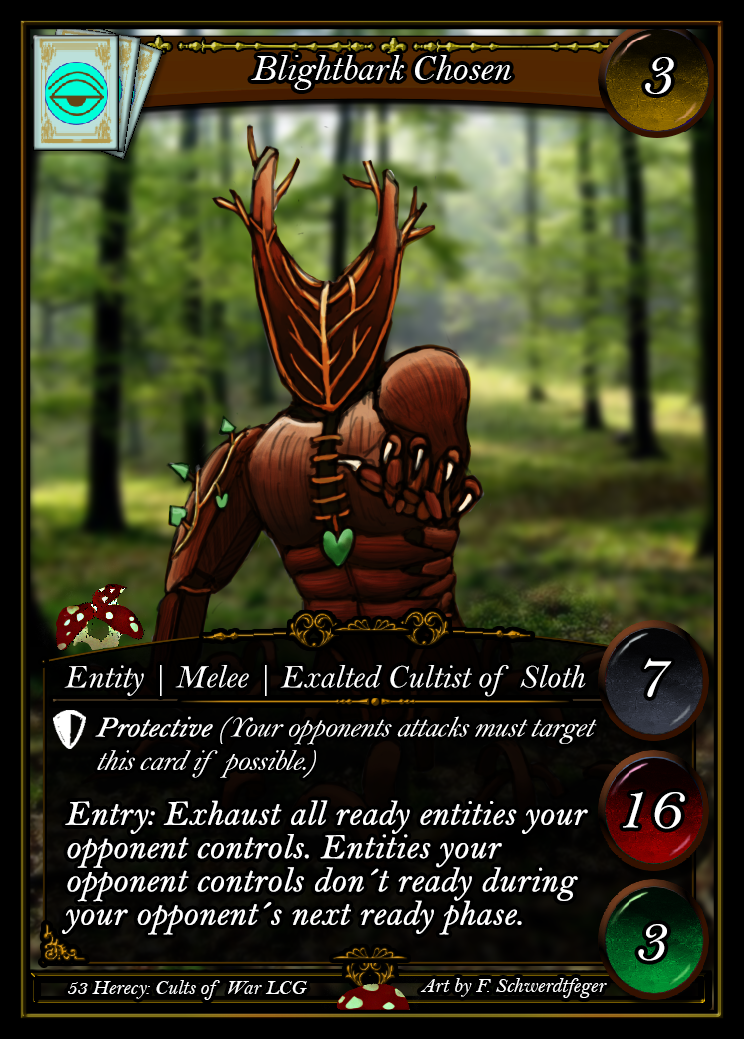 Blightbark Chosen
3
Entity | Melee | Exalted Cultist of Sloth
7
Protective (Your opponents attacks must target
this card if possible.)
16
Entry: Exhaust all ready entities your
opponent controls. Entities your
opponent controls don´t ready during
your opponent´s next ready phase.
3
53 Herecy: Cults of War LCG
Art by F. Schwerdtfeger